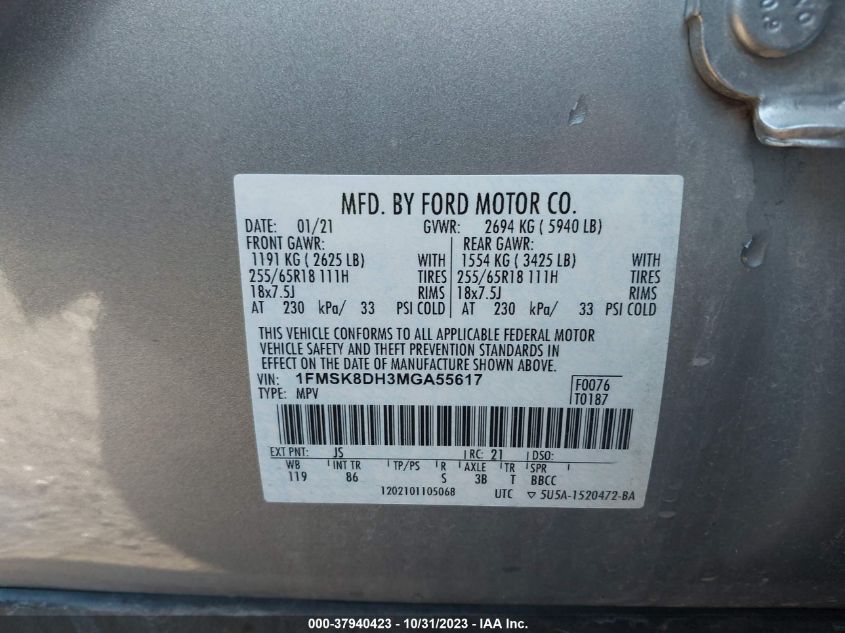 NO
2.0
MFD. BY FORD MOTOR CO.
DATE: 01/21 GVWR: 2694 KG ( 5940 LB)
FRONT GAWR: REAR GAWR:
1191 KG ( 2625 LB) WITH 1554 KG ( 3425 LB) WITH
255/65R18 111H TIRES 255/65R18 111H TIRES
18x7.5J RIMS 18x7.5J RIMS
AT 230 kPa/ 33 PSI COLD AT 230 kPa/ 33 PSI COLD
THIS VEHICLE CONFORMS TO ALL APPLICABLE FEDERAL MOTOR
VEHICLE SAFETY AND THEFT PREVENTION STANDARDS IN
EFFECT ON THE DATE OF MANUFACTURE SHOWN ABOVE.
VIN: 1FMSK8DH3MGA55617 F0076
TYPE: MPV T0187
EXT PNT: JS RC: 21 DSO:
WB INT TR TP/PS R AXLE TR SPR
119 86 S 3B T BBCC
1202101105068 UTC ▽ 5U5A-1520472-BA
000-37940423 - 10/31/2023 - IAA Inc.